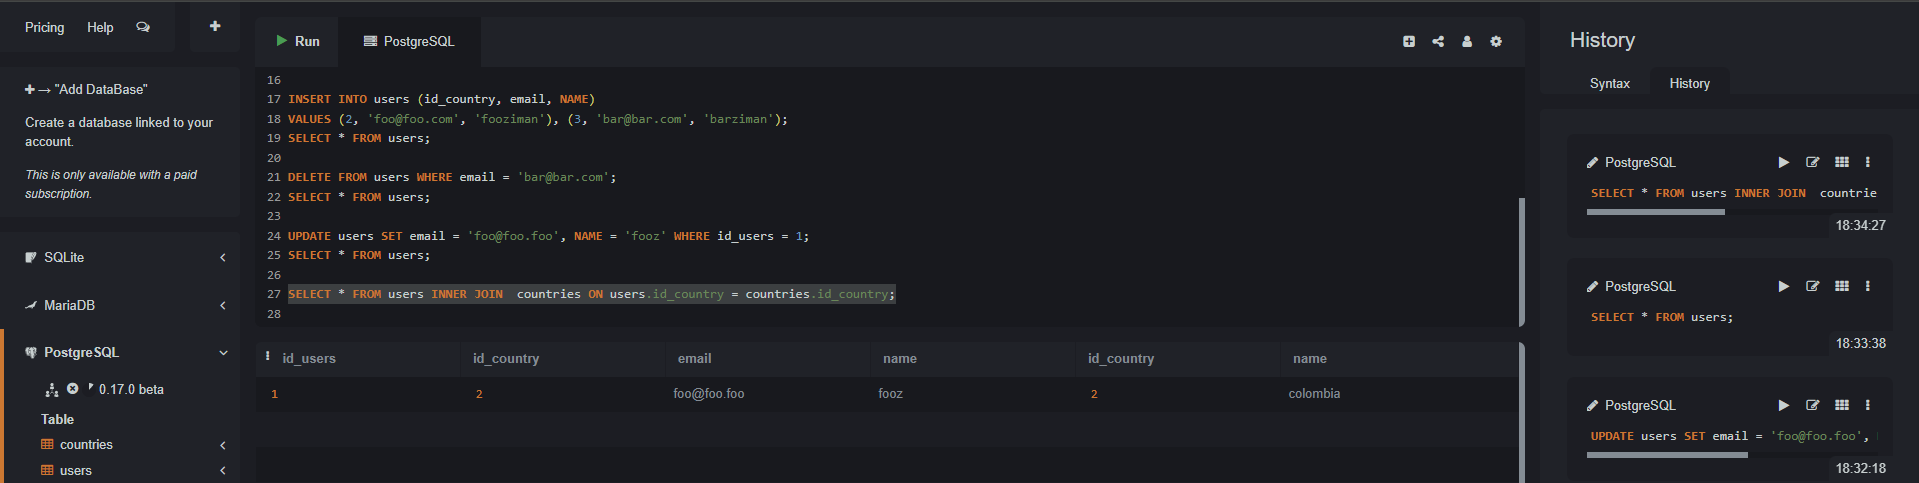 Pricing Help
"Add DataBase"
Create a database linked to your
account.
This is only available with a paid
subscription.
SQLite
MariaDB
PostgreSQL
0.17.0 beta
Table
countries
users
Run PostgreSQL
16
17 INSERT INTO users (id_country, email, NAME)
18 VALUES (2, 'foo@foo.com', 'fooziman'), (3, 'bar@bar.com', 'barziman');
19 SELECT * FROM users;
20
21 DELETE FROM users WHERE email = 'bar@bar.com';
22 SELECT * FROM users;
23
24 UPDATE users SET email = 'foo@foo.foo', NAME = 'fooz' WHERE id_users = 1;
25 SELECT * FROM users;
26
27 SELECT * FROM users INNER JOIN  countries ON users.id_country = countries.id_country;
28
id_users id_country email name id_country name
1 2 foo@foo.foo fooz 2 colombia
History
Syntax History
PostgreSQL
SELECT * FROM users INNER JOIN  countrie
18:34:27
PostgreSQL
SELECT * FROM users;
18:33:38
PostgreSQL
UPDATE users SET email = 'foo@foo.foo',
18:32:18